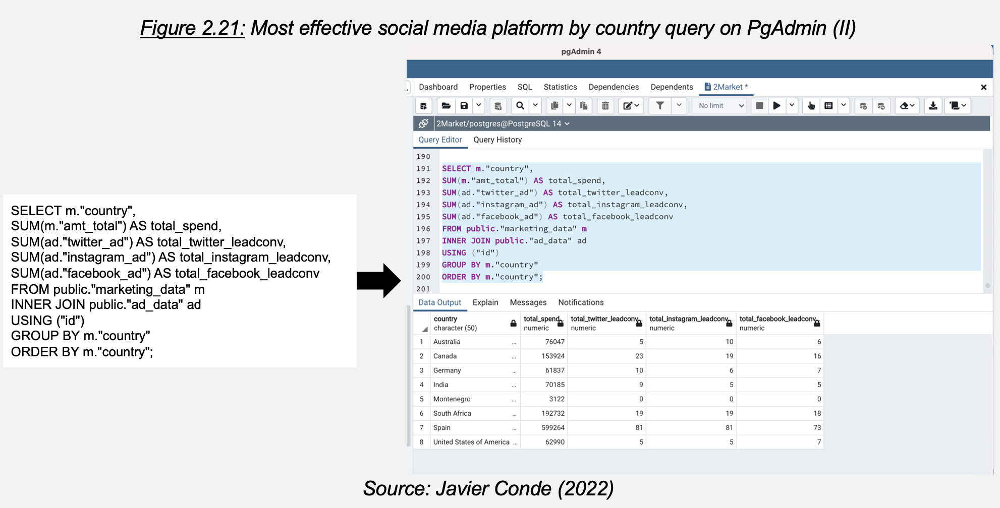 Figure 2.21: Most effective social media platform by country query on PgAdmin (II)
SELECT m."country",
SUM(m."amt_total") AS total_spend,
SUM(ad."twitter_ad") AS total_twitter_leadconv,
SUM(ad."instagram_ad") AS total_instagram_leadconv,
SUM(ad."facebook_ad") AS total_facebook_leadconv
FROM public."marketing_data" m
INNER JOIN public."ad_data" ad
USING ("id")
GROUP BY m."country"
ORDER BY m."country";
pgAdmin 4
Dashboard Properties SQL Statistics Dependencies Dependents 2Market *
No limit
2Market/postgres@PostgreSQL 14
Query Editor Query History
190
191 SELECT m."country",
192 SUM(m."amt_total") AS total_spend,
193 SUM(ad."twitter_ad") AS total_twitter_leadconv,
194 SUM(ad."instagram_ad") AS total_instagram_leadconv,
195 SUM(ad."facebook_ad") AS total_facebook_leadconv
196 FROM public."marketing_data" m
197 INNER JOIN public."ad_data" ad
198 USING ("id")
199 GROUP BY m."country"
200 ORDER BY m."country";
201
Data Output Explain Messages Notifications
country total_spend total_twitter_leadconv total_instagram_leadconv total_facebook_leadconv
character (50) numeric numeric numeric numeric
1 Australia ... 76047 5 10 6
2 Canada ... 153924 23 19 16
3 Germany ... 61837 10 6 7
4 India ... 70185 9 5 5
5 Montenegro ... 3122 0 0 0
6 South Africa ... 192732 19 19 18
7 Spain ... 599264 81 81 73
8 United States of America ... 62990 5 5 7
Source: Javier Conde (2022)